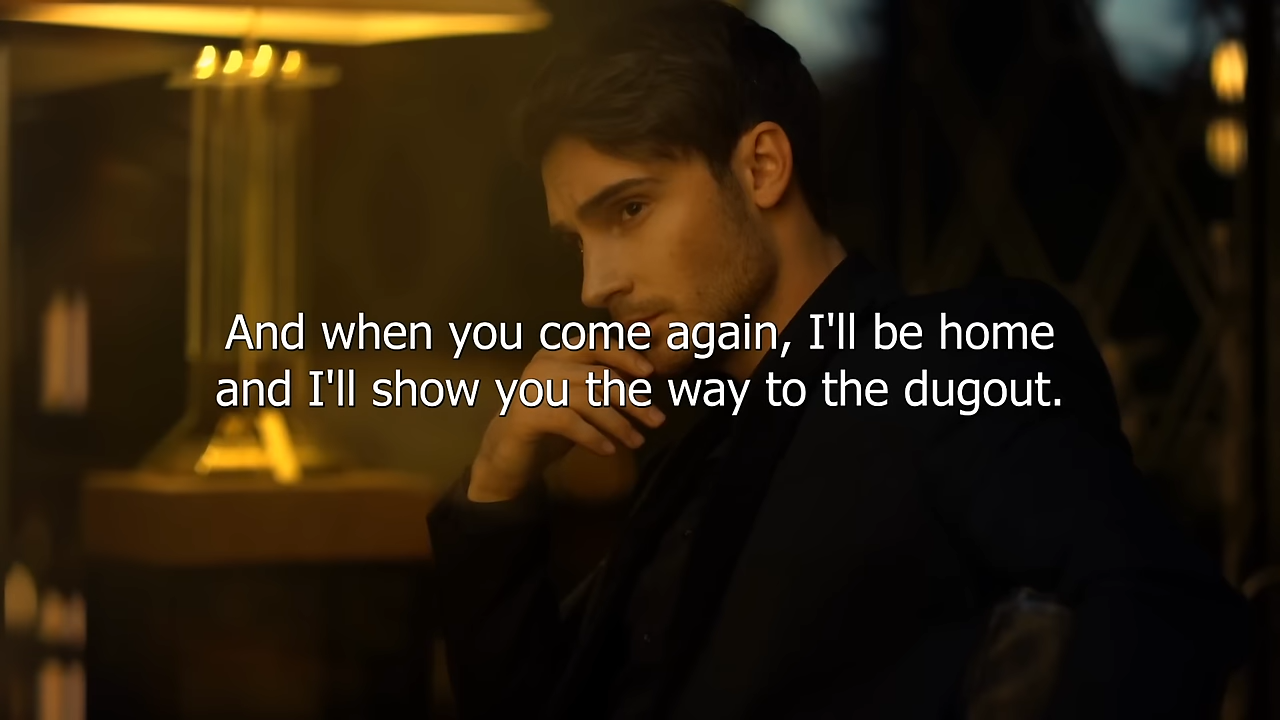 And when you come again, I'll be home
and I'll show you the way to the dugout.